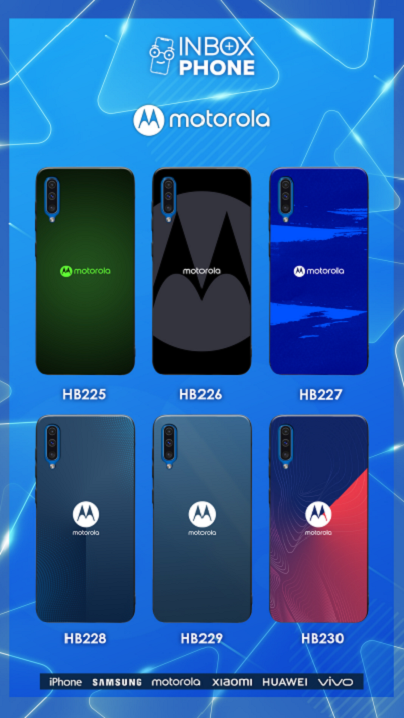 INBOX
PHONE
motorola
motorola
motorola
motorola
HB225
HB226
HB227
motorola
motorola
motorola
HB228
HB229
HB230
iPhone SAMSUNG motorola XIAOMI HUAWEI vivo